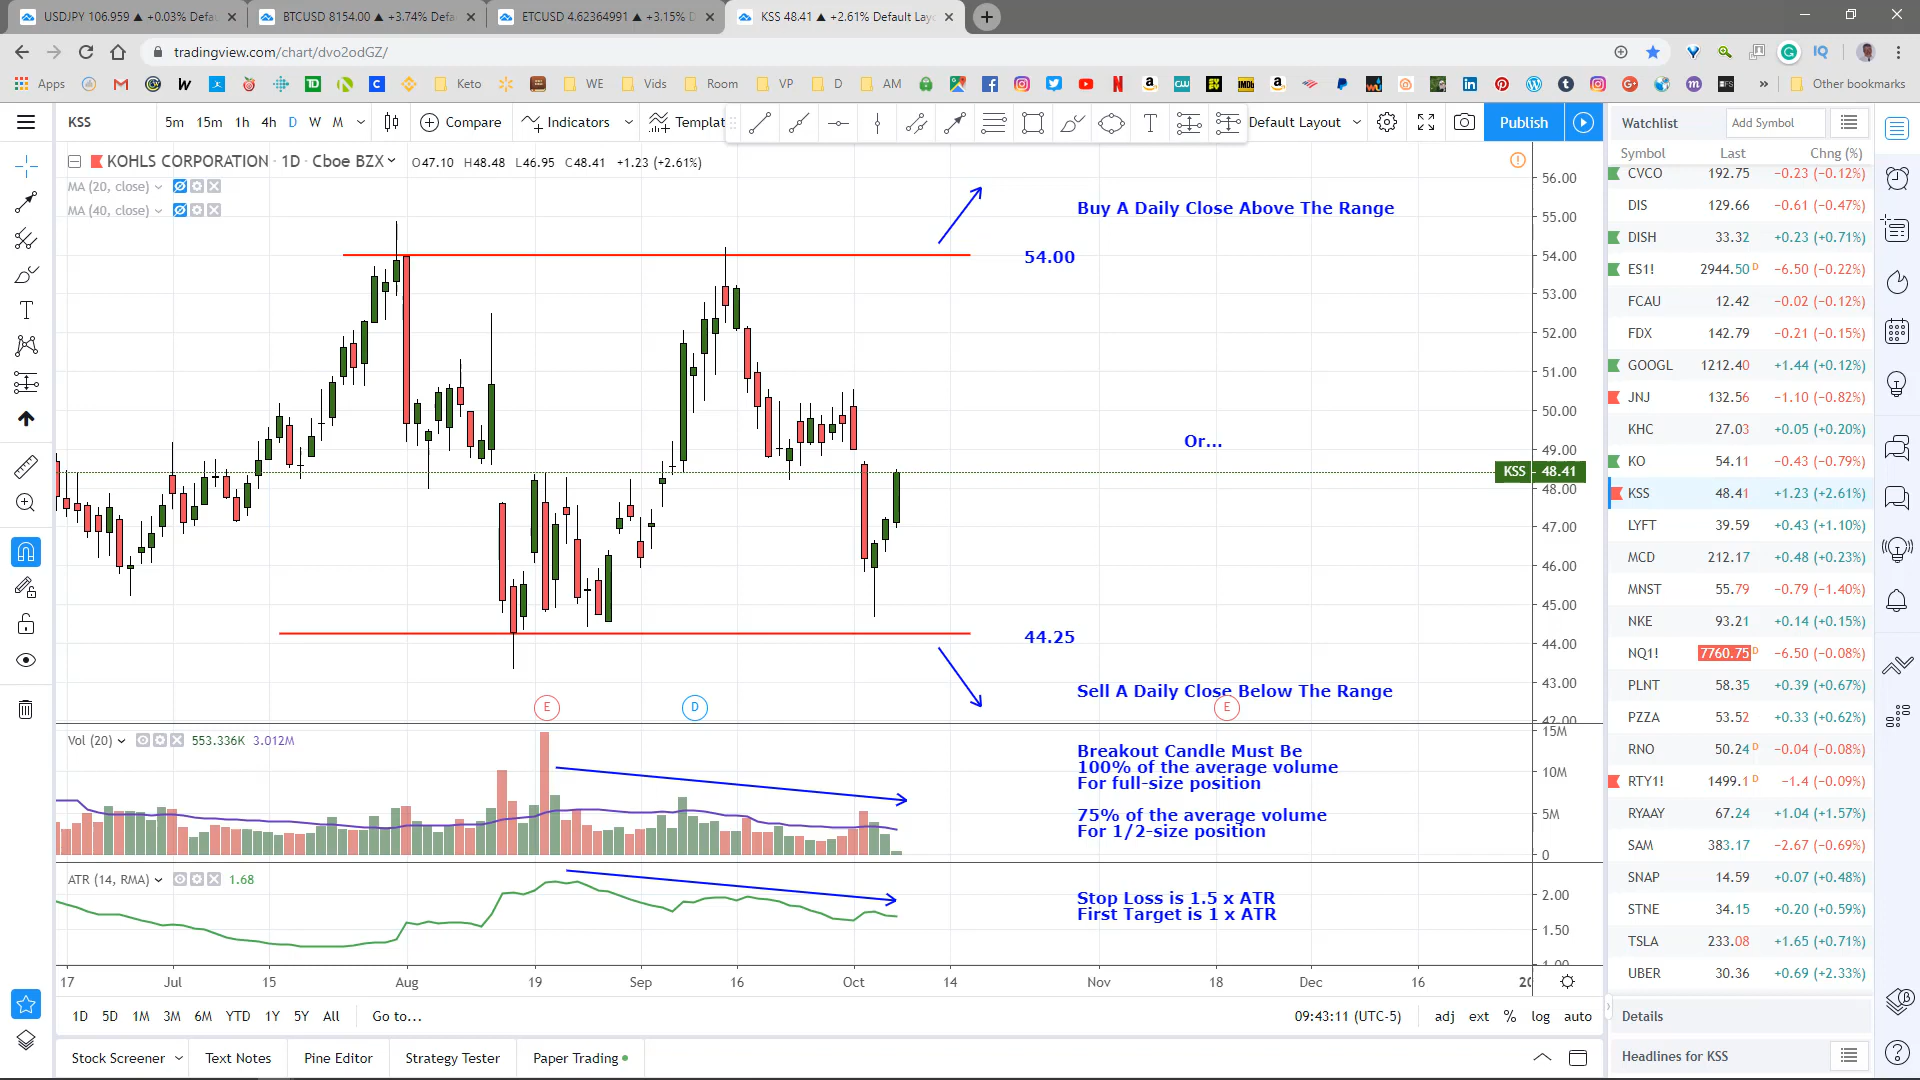 USDJPY 106.959 ▲ +0.03% Defau
BTCUSD 8154.00 ▲ +3.74% Default
ETCUSD 4.62364991 ▲ +3.15% D
KSS 48.41 ▲ +2.61% Default Layo
tradingview.com/chart/dvo2odGZ/
Apps Keto WE Vids Room VP D AM Other bookmarks
KSS 5m 15m 1h 4h D W M Compare Indicators Templat Default Layout Publish
KOHLS CORPORATION · 1D · Cboe BZX O47.10 H48.48 L46.95 C48.41 +1.23 (+2.61%)
MA (20, close)
MA (40, close)
Buy A Daily Close Above The Range
54.00
Or...
44.25
Sell A Daily Close Below The Range
E D E
56.00
55.00
54.00
53.00
52.00
51.00
50.00
49.00
KSS 48.41
48.00
47.00
46.00
45.00
44.00
43.00
42.00
Vol (20) 553.336K 3.012M
Breakout Candle Must Be
100% of the average volume
For full-size position
75% of the average volume
For 1/2-size position
15M
10M
5M
0
ATR (14, RMA) 1.68
Stop Loss is 1.5 x ATR
First Target is 1 x ATR
2.00
1.50
1.00
17 Jul 15 Aug 19 Sep 16 Oct 14 Nov 18 Dec 16 20
1D 5D 1M 3M 6M YTD 1Y 5Y All Go to... 09:43:11 (UTC-5) adj ext % log auto
Stock Screener Text Notes Pine Editor Strategy Tester Paper Trading
Watchlist Add Symbol
Symbol Last Chng (%)
CVCO 192.75 −0.23 (−0.12%)
DIS 129.66 −0.61 (−0.47%)
DISH 33.32 +0.23 (+0.71%)
ES1! 2944.50 D −6.50 (−0.22%)
FCAU 12.42 −0.02 (−0.12%)
FDX 142.79 −0.21 (−0.15%)
GOOGL 1212.40 +1.44 (+0.12%)
JNJ 132.56 −1.10 (−0.82%)
KHC 27.03 +0.05 (+0.20%)
KO 54.11 −0.43 (−0.79%)
KSS 48.41 +1.23 (+2.61%)
LYFT 39.59 +0.43 (+1.10%)
MCD 212.17 +0.48 (+0.23%)
MNST 55.79 −0.79 (−1.40%)
NKE 93.21 +0.14 (+0.15%)
NQ1! 7760.75 D −6.50 (−0.08%)
PLNT 58.35 +0.39 (+0.67%)
PZZA 53.52 +0.33 (+0.62%)
RNO 50.24 D −0.04 (−0.08%)
RTY1! 1499.1 D −1.4 (−0.09%)
RYAAY 67.24 +1.04 (+1.57%)
SAM 383.17 −2.67 (−0.69%)
SNAP 14.59 +0.07 (+0.48%)
STNE 34.15 +0.20 (+0.59%)
TSLA 233.08 +1.65 (+0.71%)
UBER 30.36 +0.69 (+2.33%)
Details
Headlines for KSS